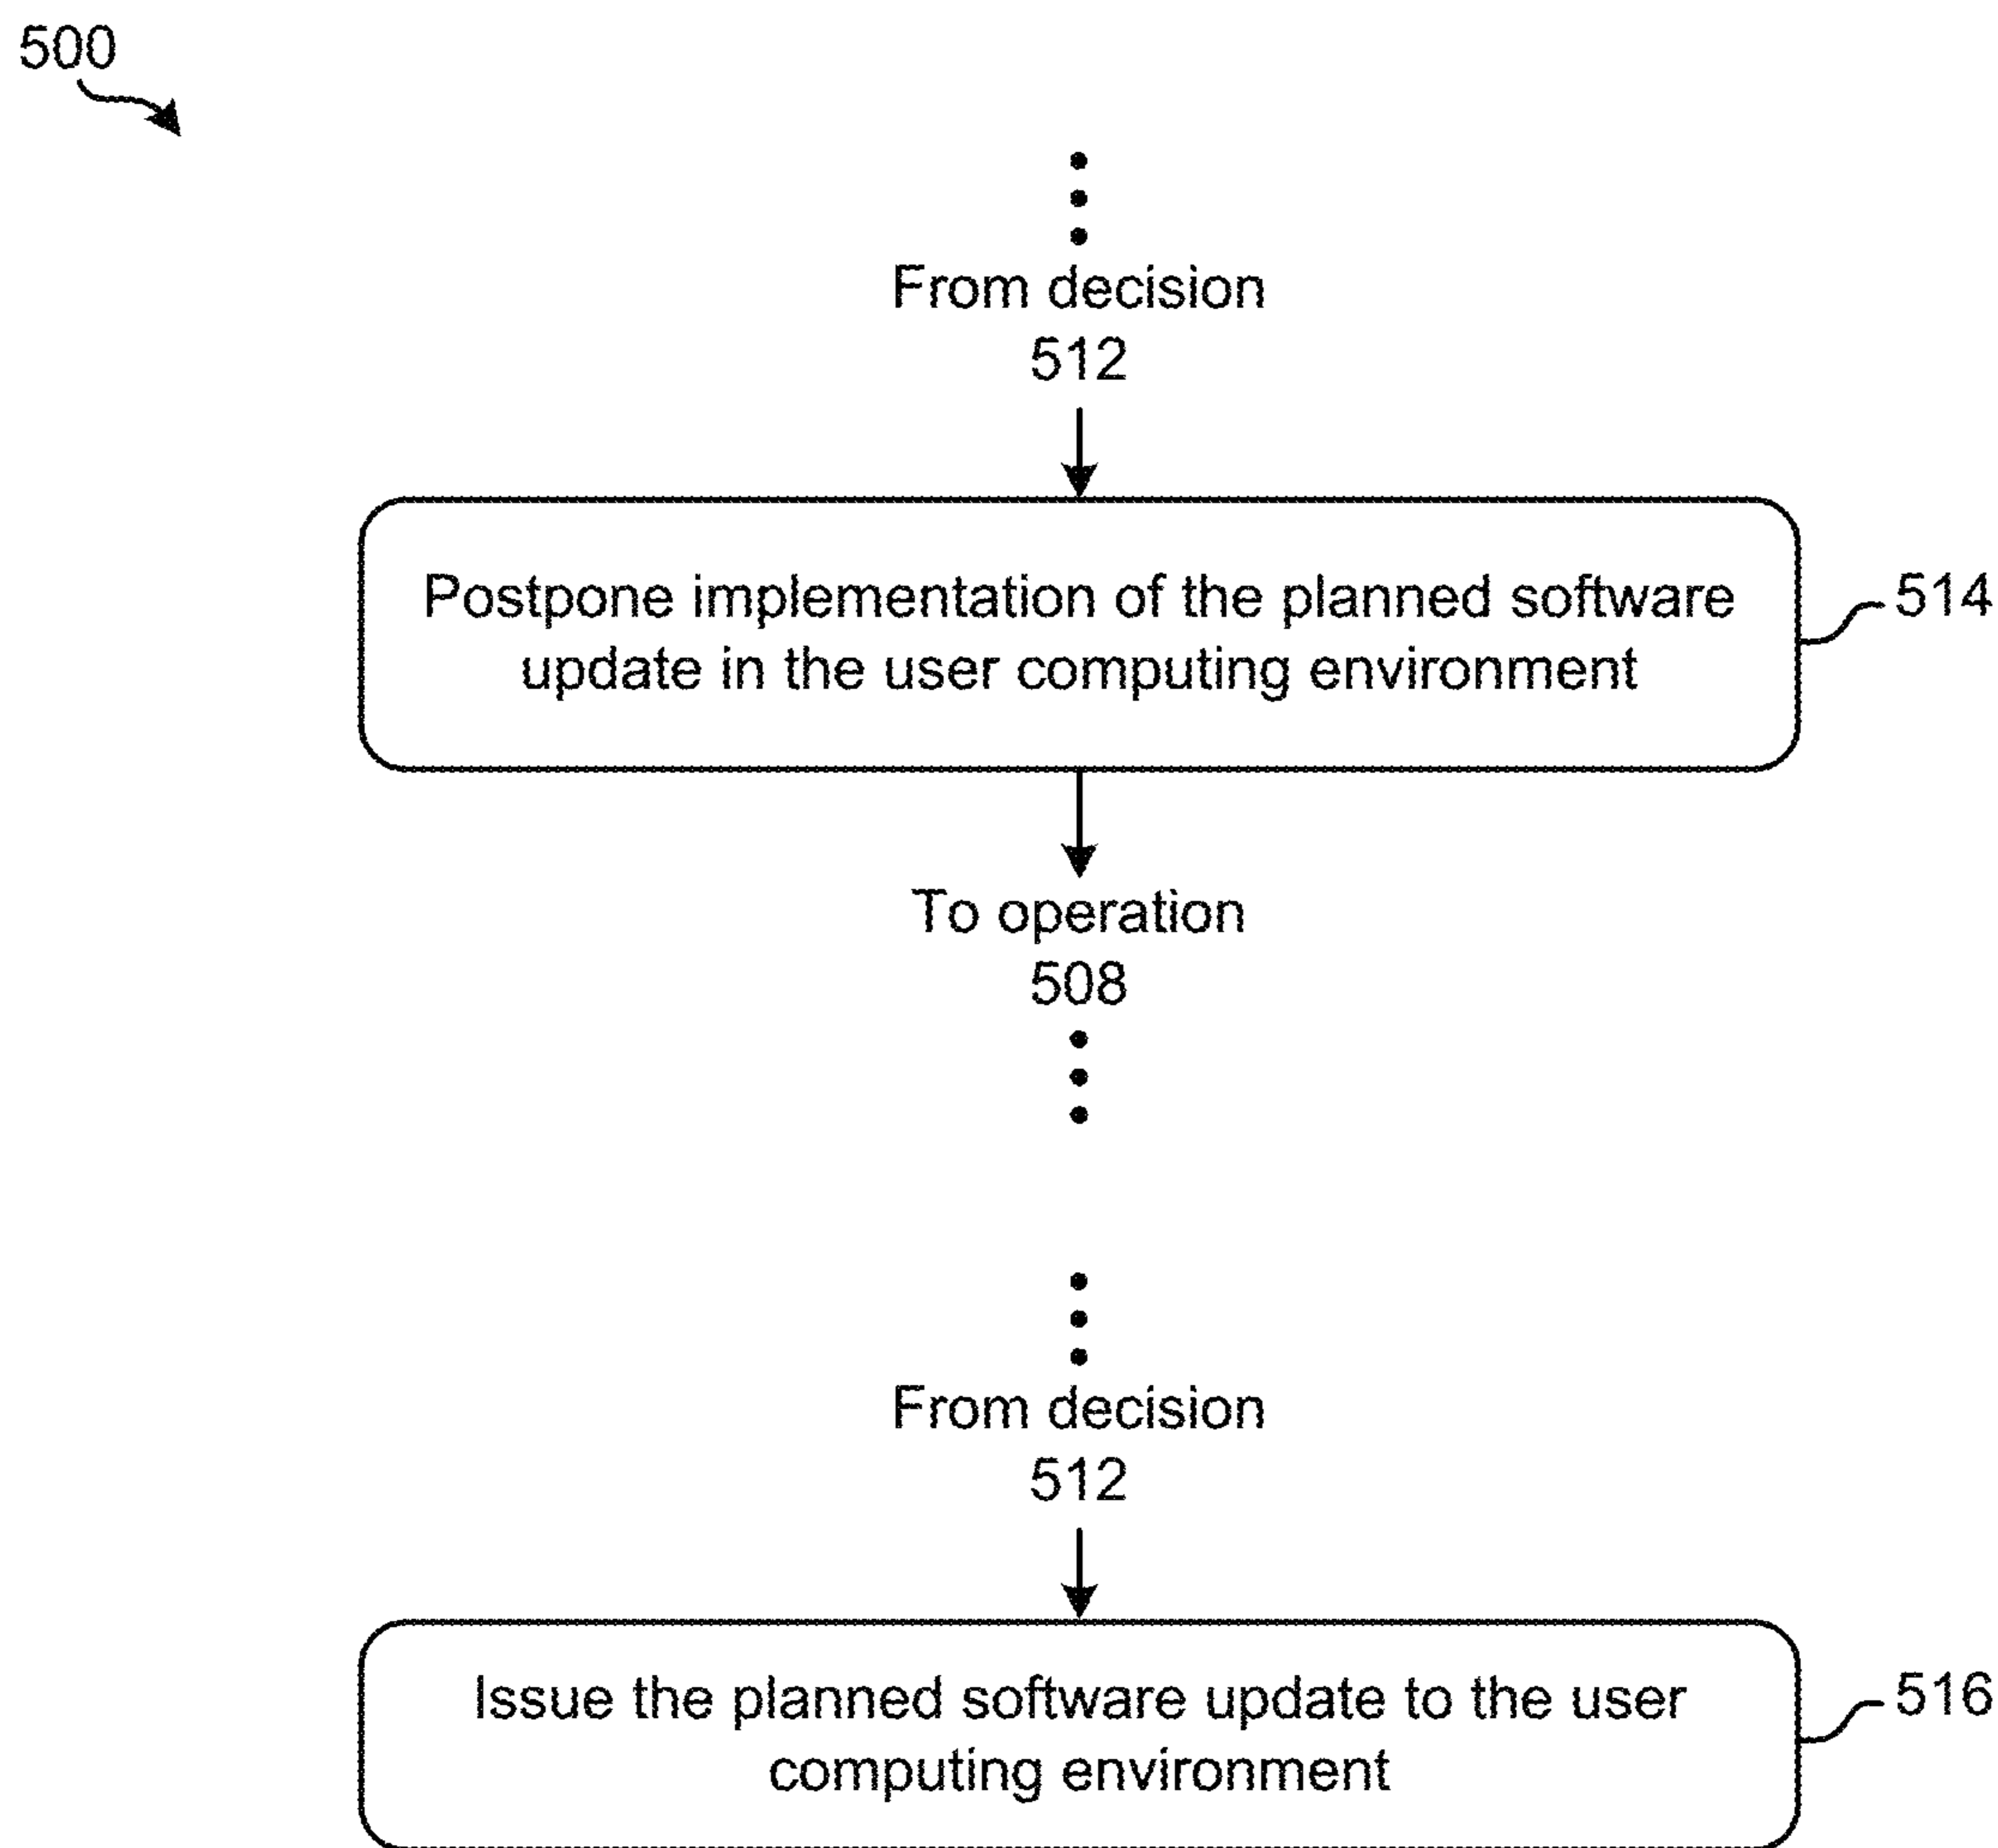 500
From decision
512
Postpone implementation of the planned software
update in the user computing environment
514
To operation
508
From decision
512
Issue the planned software update to the user
computing environment
516